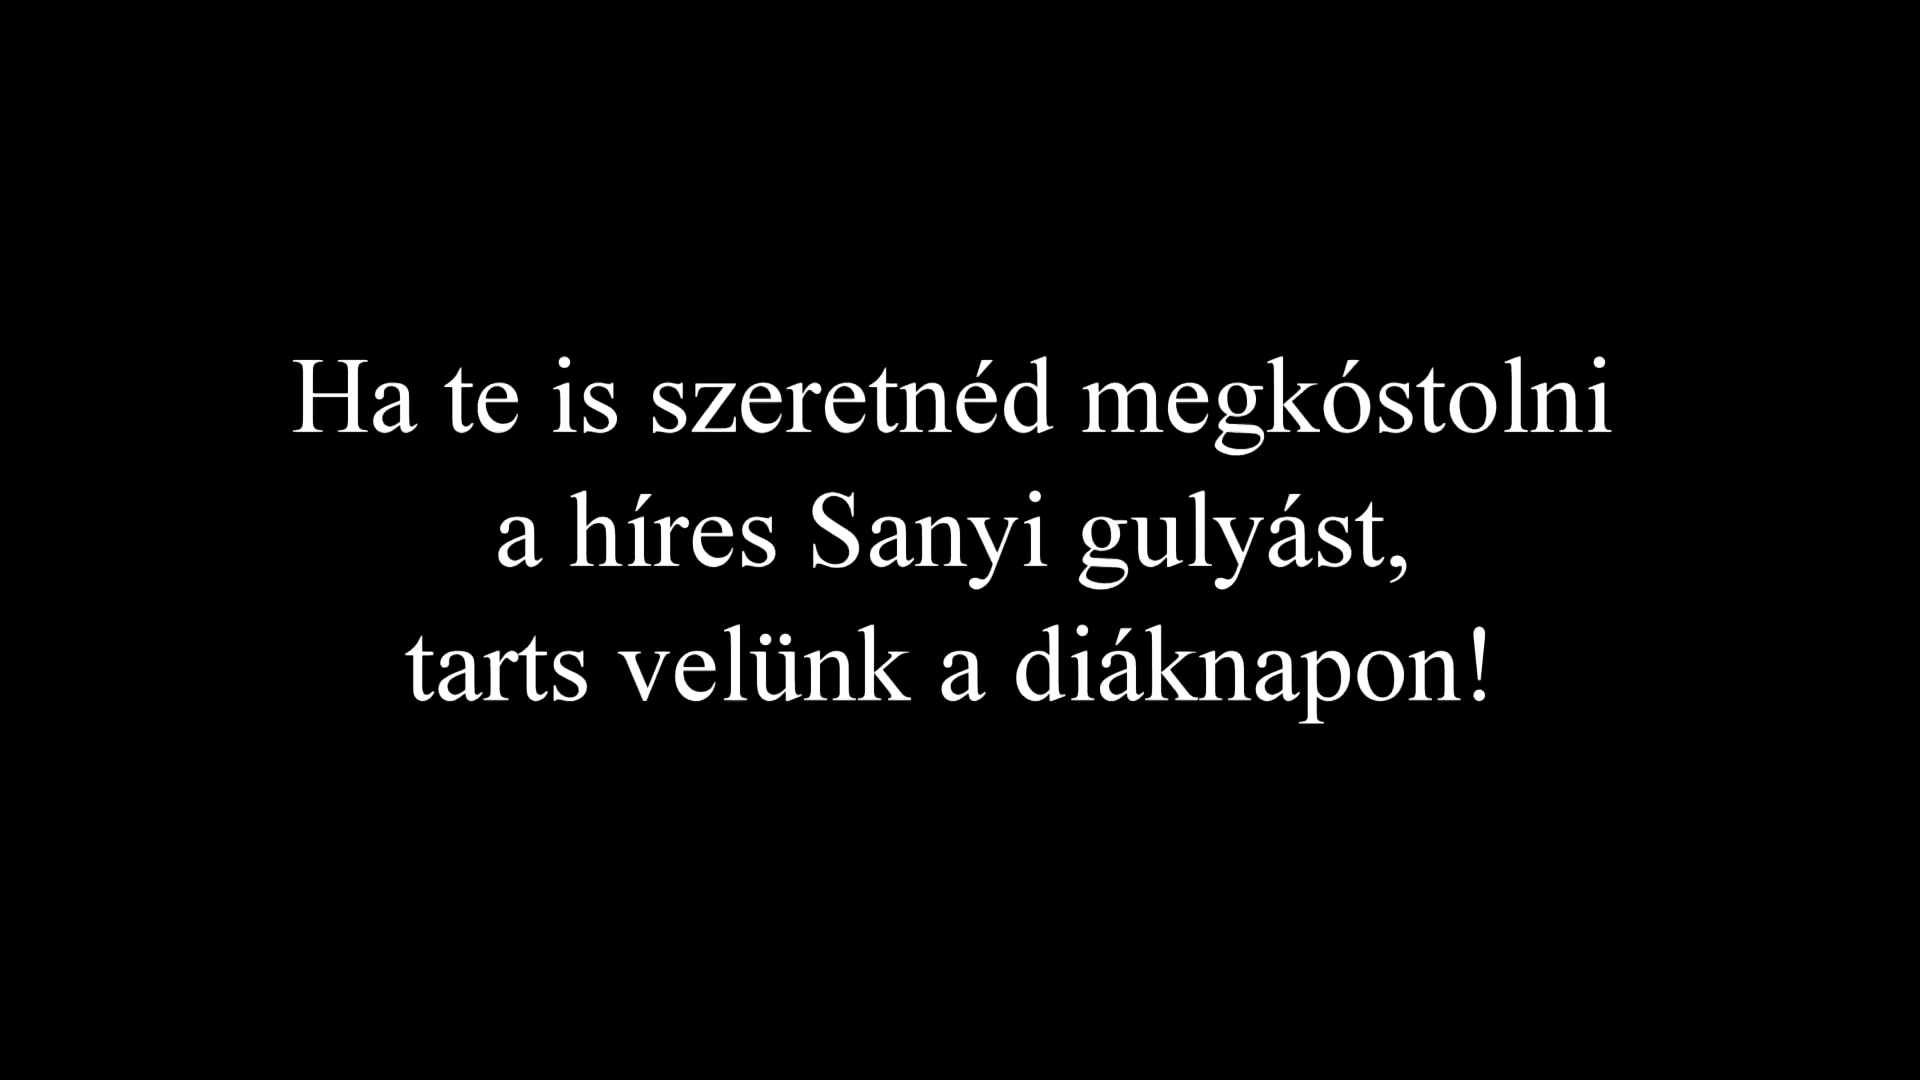 Ha te is szeretnéd megkóstolni
a híres Sanyi gulyást,
tarts velünk a diáknapon!